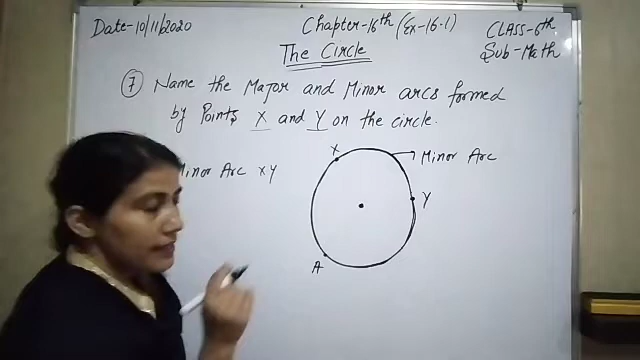 Date-10/11/2020
Chapter-16th (Ex-16.1)
CLASS-6th
The Circle
Sub-Math
⑦ Name the Major and Minor arcs formed
by Points X and Y on the circle.
Minor Arc XY
X
Minor Arc
Y
A